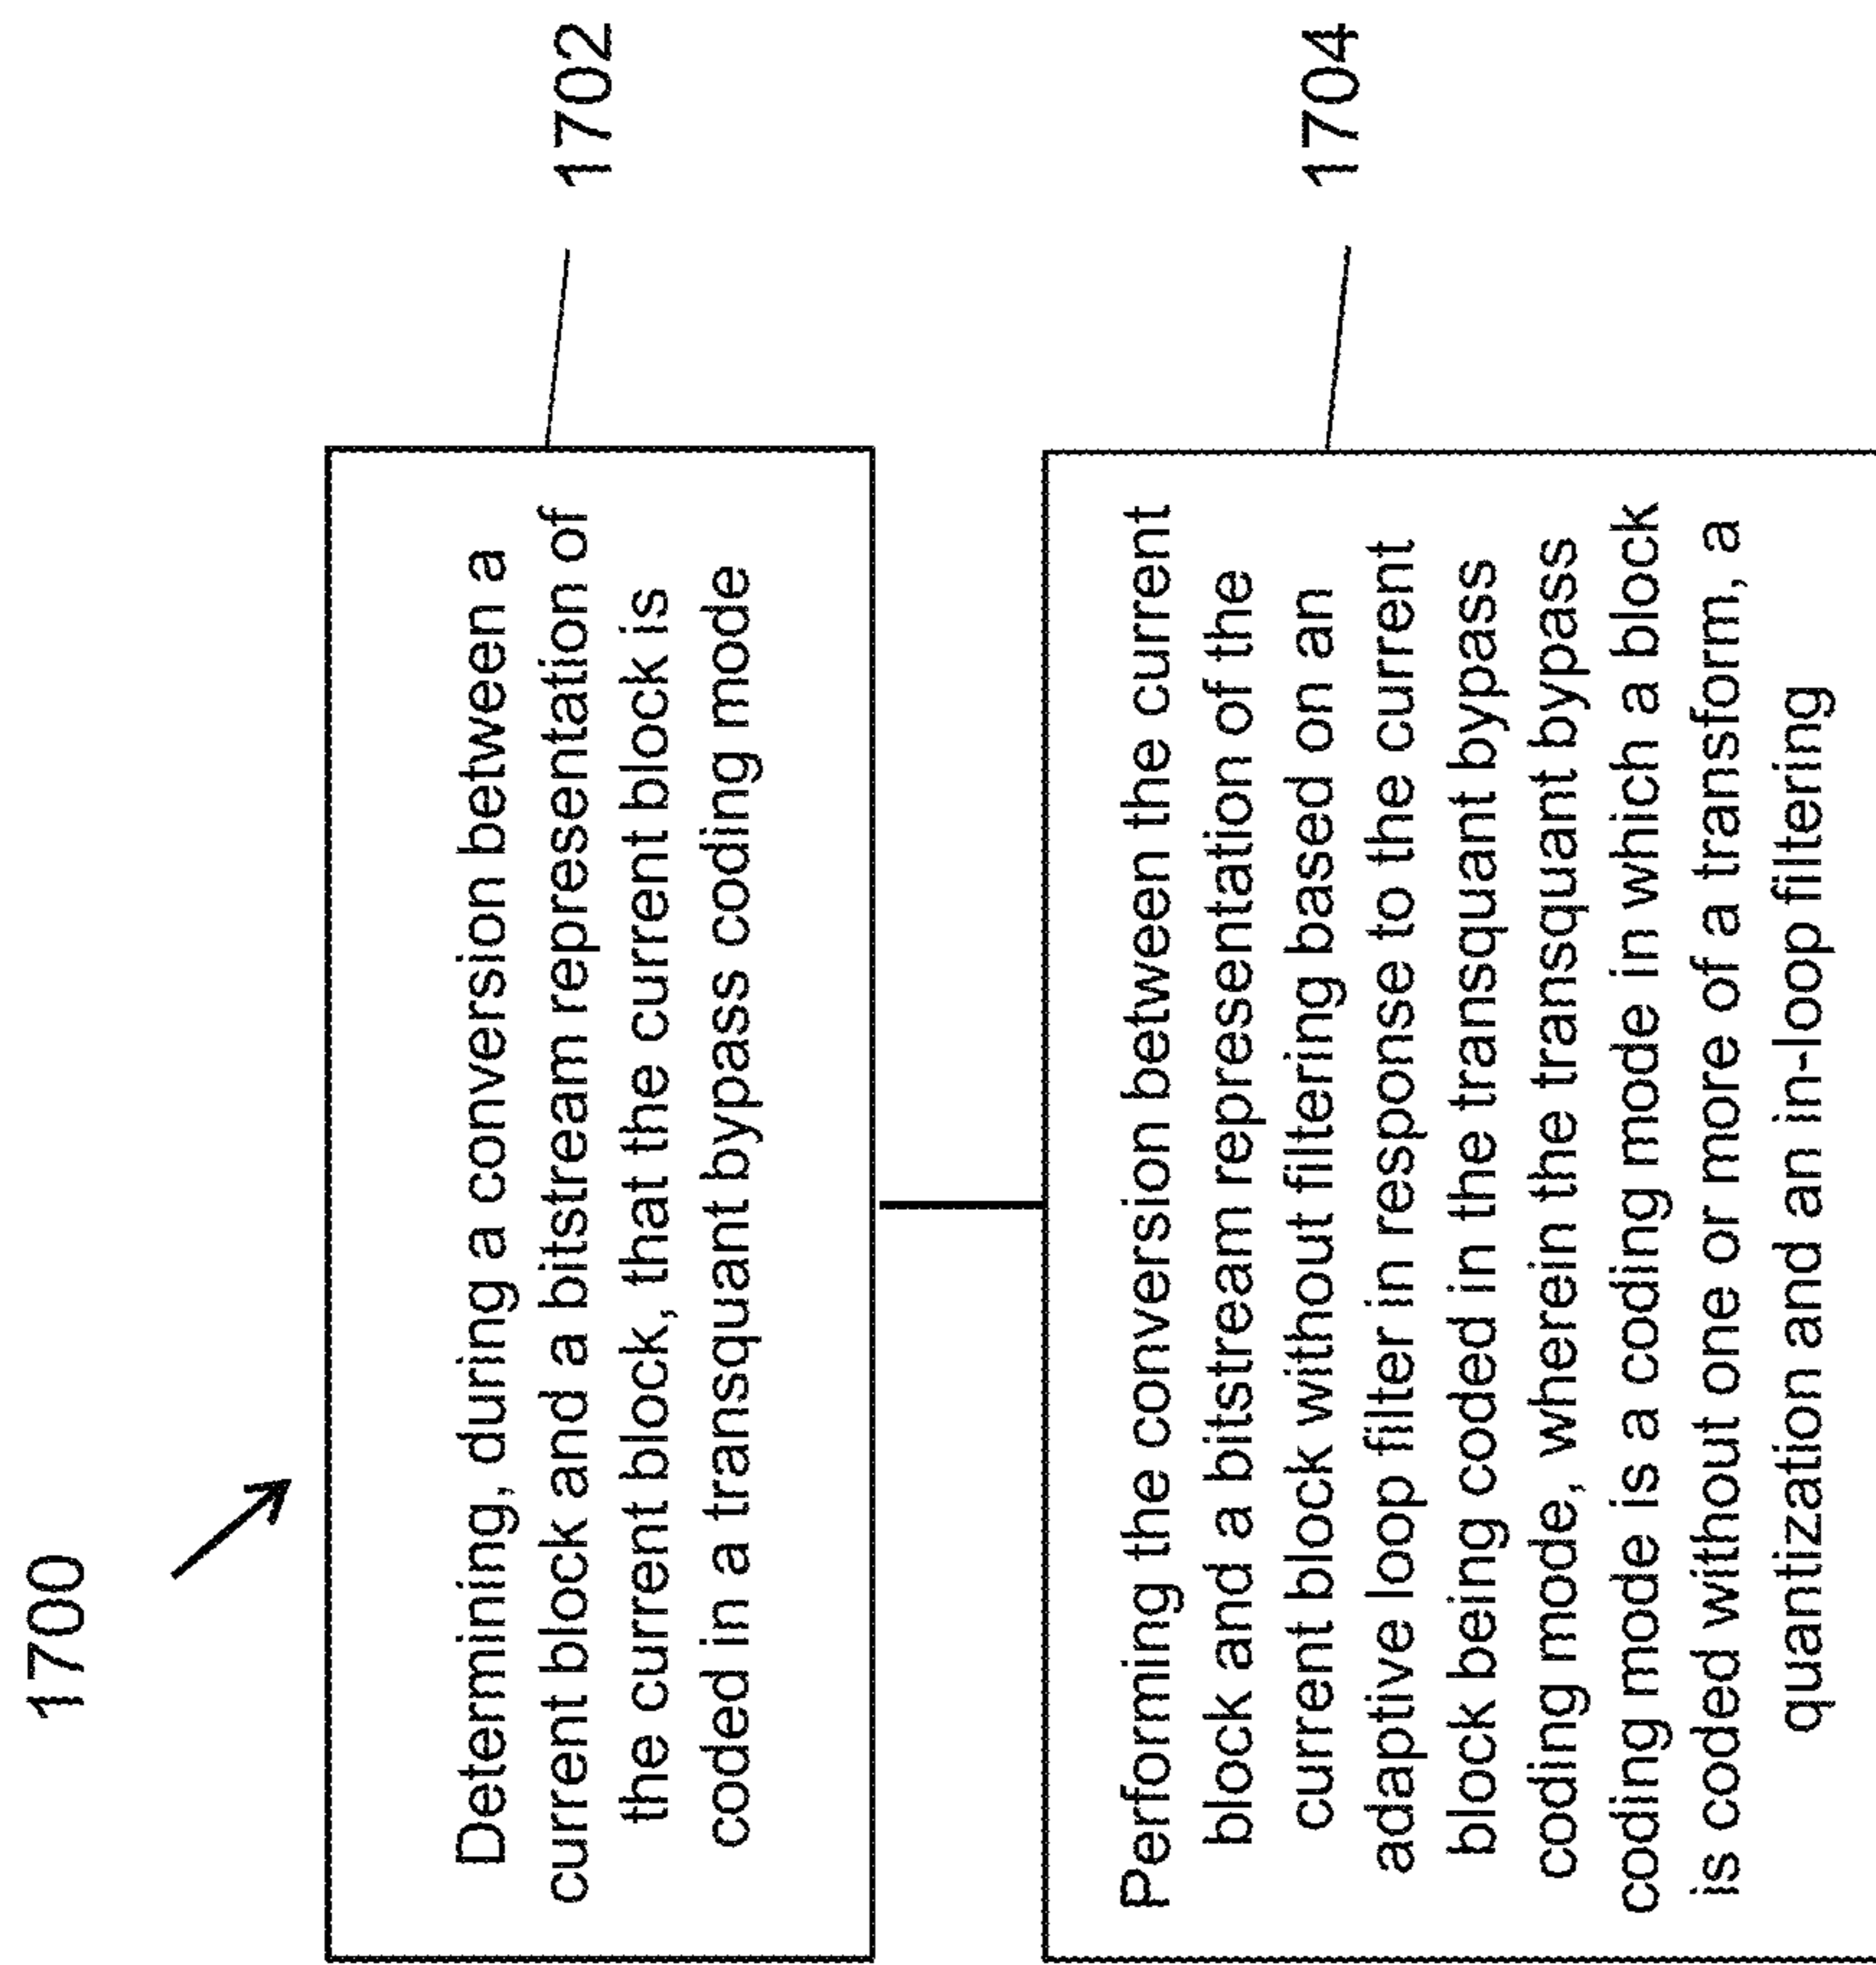 1700
Determining, during a conversion between a
current block and a bitstream representation of
the current block, that the current block is
coded in a transquant bypass coding mode
1702
Performing the conversion between the current
block and a bitstream representation of the
current block without filtering based on an
adaptive loop filter in response to the current
block being coded in the transquant bypass
coding mode, wherein the transquant bypass
coding mode is a coding mode in which a block
is coded without one or more of a transform, a
quantization and an in-loop filtering
1704